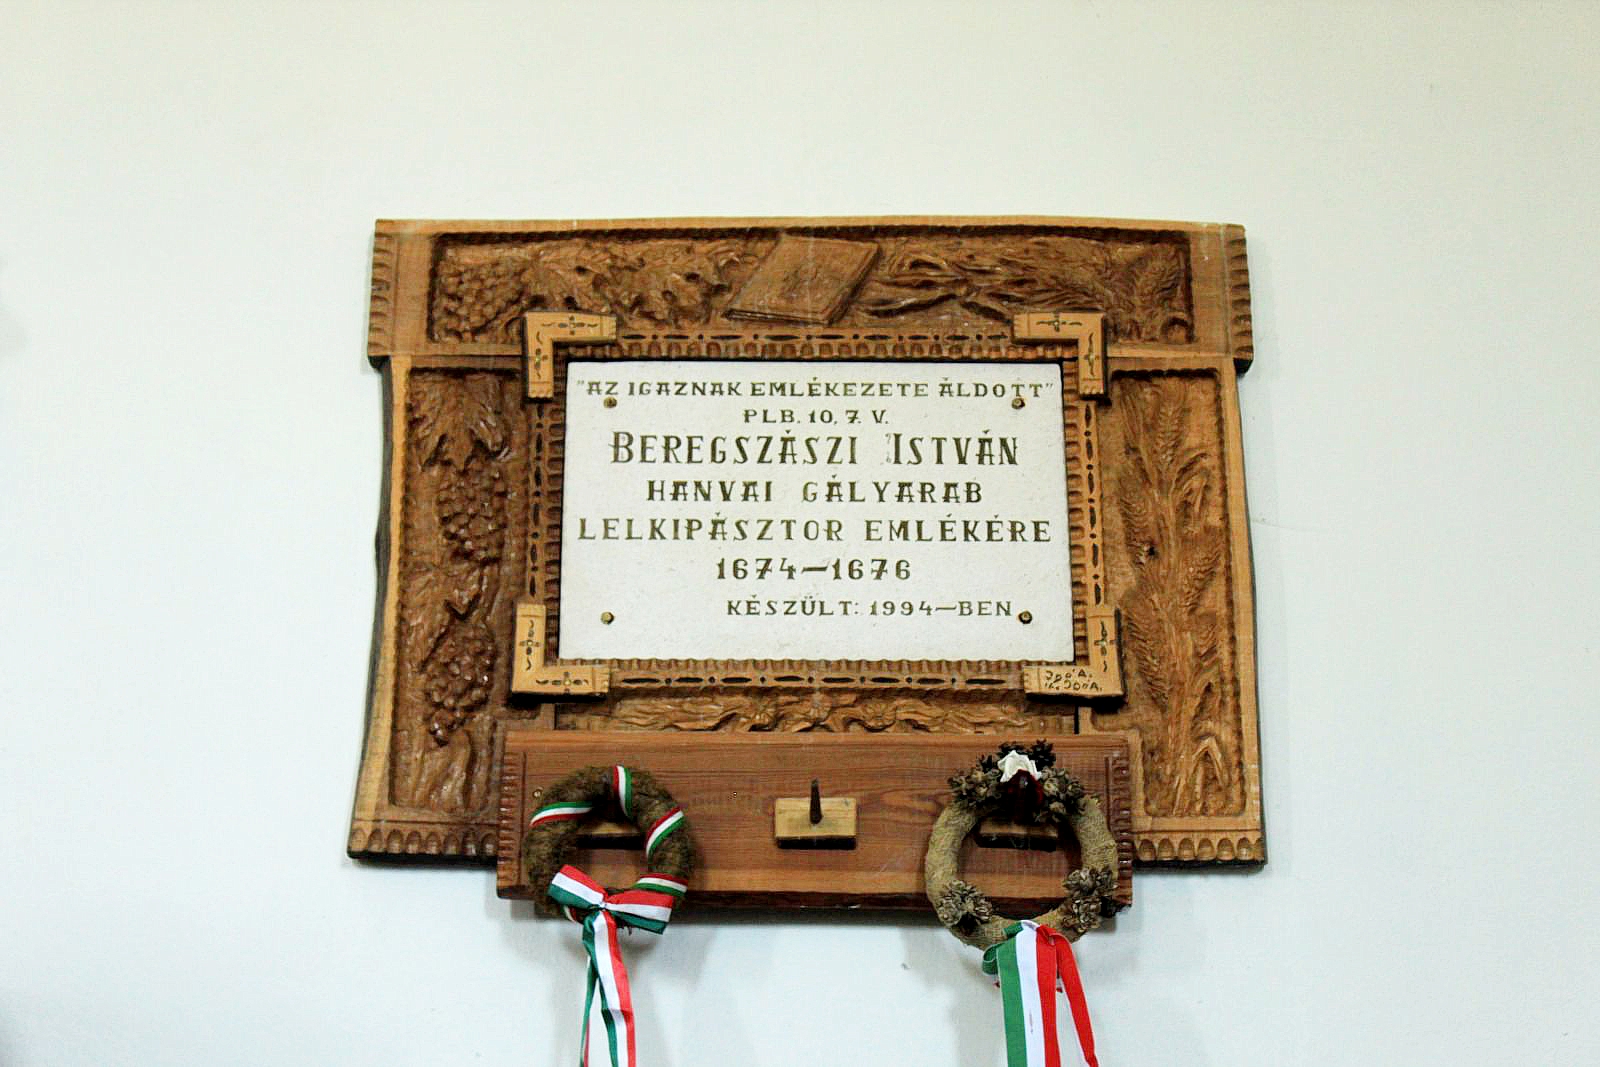 "AZ IGAZNAK EMLÉKEZETE ÁLDOTT"
PLB. 10, 7. V.
BEREGSZÁSZI ISTVÁN
HANVAI GÁLYARAB
LELKIPÁSZTOR EMLÉKÉRE
1674–1676
KÉSZÜLT: 1994–BEN